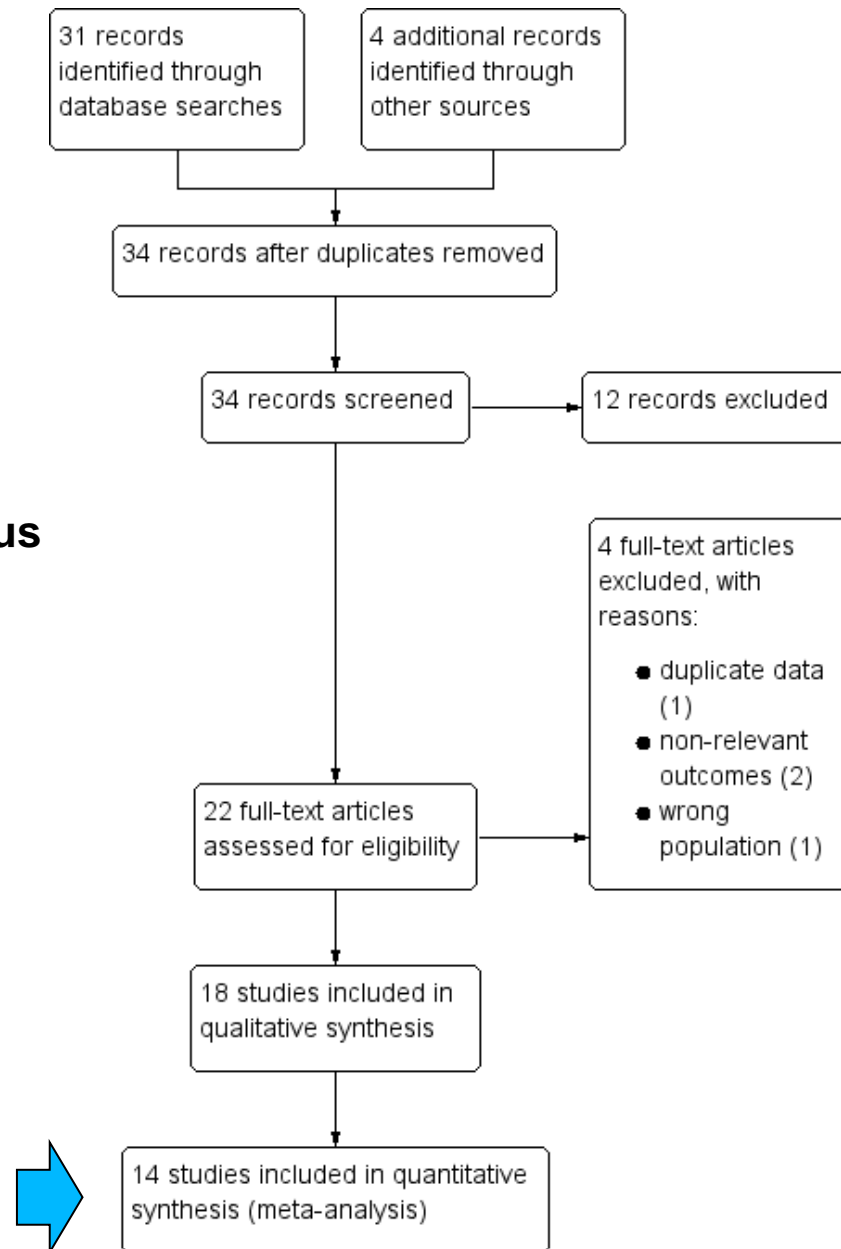 31 records
identified through
database searches
4 additional records
identified through
other sources
34 records after duplicates removed
34 records screened
12 records excluded
us
4 full-text articles
excluded, with
reasons:
● duplicate data
(1)
● non-relevant
outcomes (2)
● wrong
population (1)
22 full-text articles
assessed for eligibility
18 studies included in
qualitative synthesis
14 studies included in quantitative
synthesis (meta-analysis)